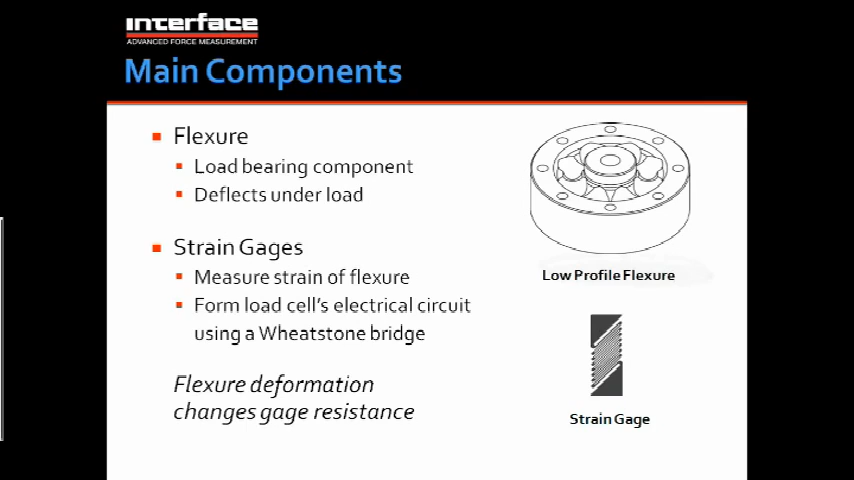 interface
ADVANCED FORCE MEASUREMENT
Main Components
Flexure
Load bearing component
Deflects under load
Strain Gages
Measure strain of flexure
Form load cell's electrical circuit
using a Wheatstone bridge
Flexure deformation
changes gage resistance
Low Profile Flexure
Strain Gage